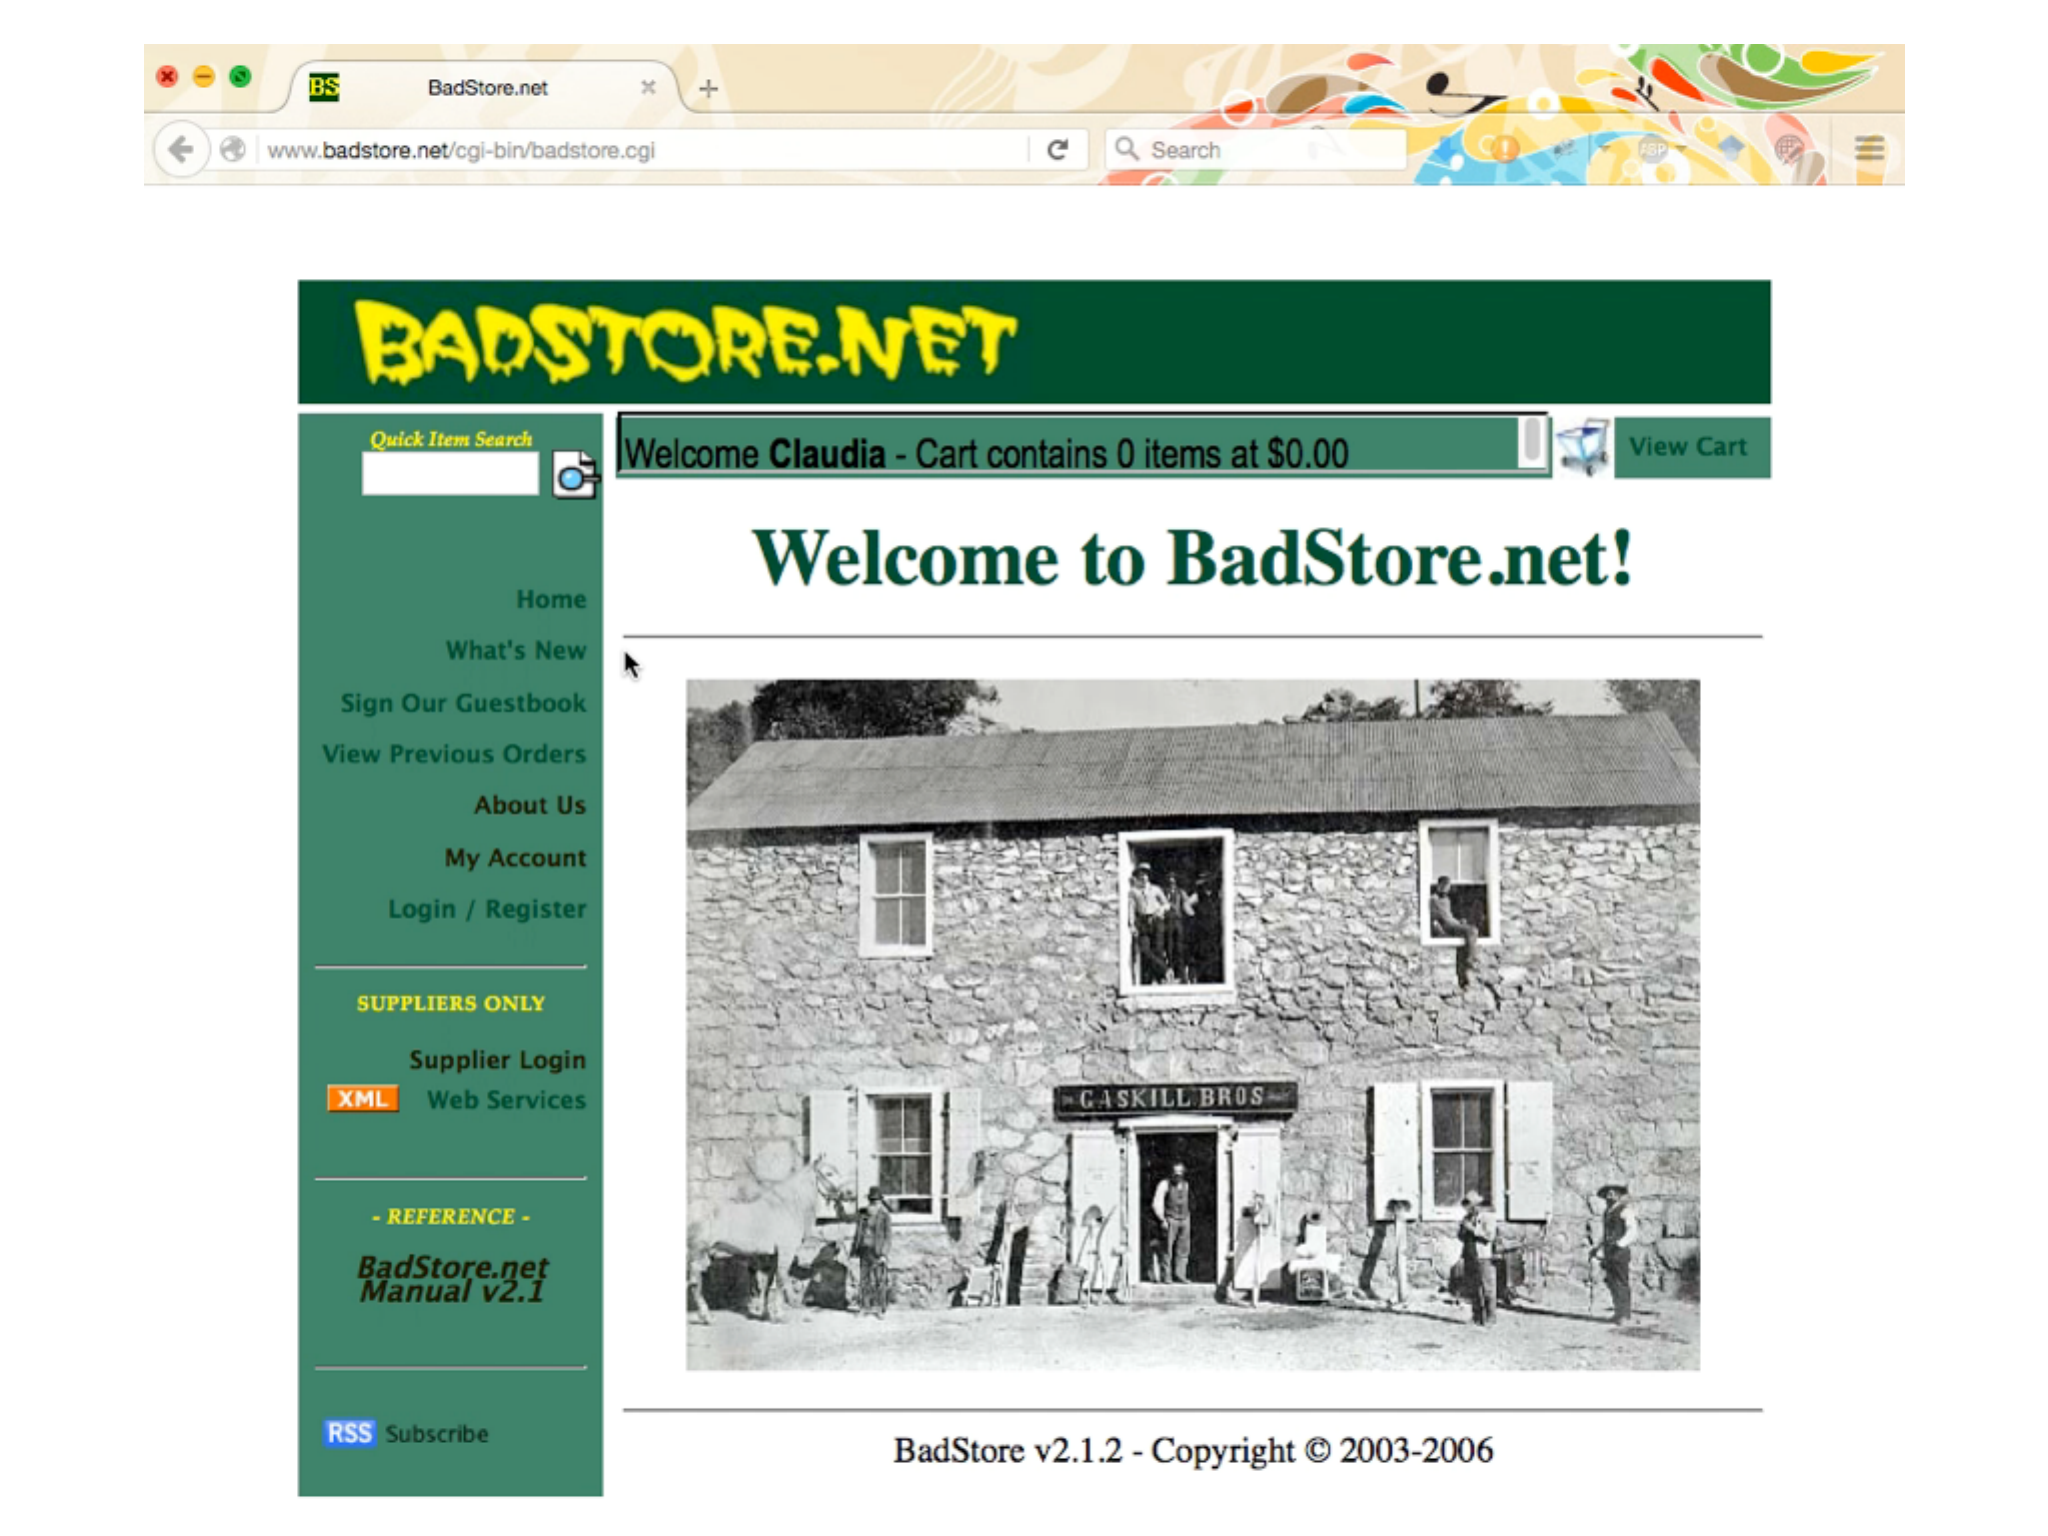 BS BadStore.net
www.badstore.net/cgi-bin/badstore.cgi Search ABP
BADSTORE.NET
Quick Item Search
Welcome Claudia - Cart contains 0 items at $0.00
View Cart
Welcome to BadStore.net!
Home
What's New
Sign Our Guestbook
View Previous Orders
About Us
My Account
Login / Register
SUPPLIERS ONLY
Supplier Login
XML Web Services
- REFERENCE -
BadStore.net
Manual v2.1
RSS Subscribe
GASKILL BROS
BadStore v2.1.2 - Copyright © 2003-2006